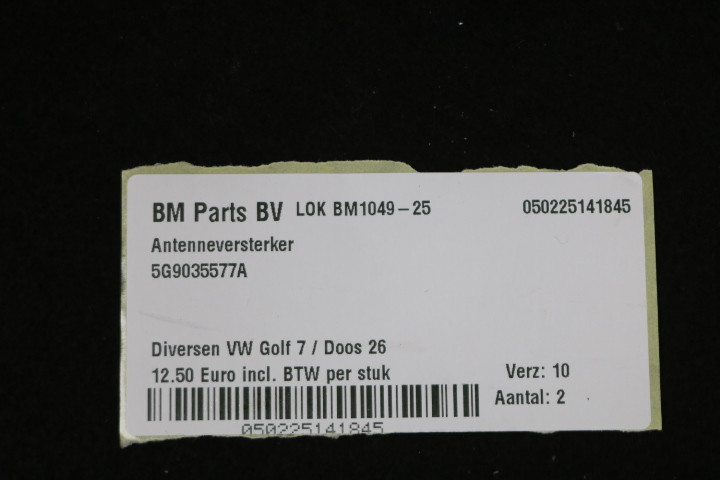 BM Parts BV LOK BM1049-25 050225141845
Antenneversterker
5G9035577A
Diversen VW Golf 7 / Doos 26
12.50 Euro incl. BTW per stuk Verz: 10
Aantal: 2
050225141845